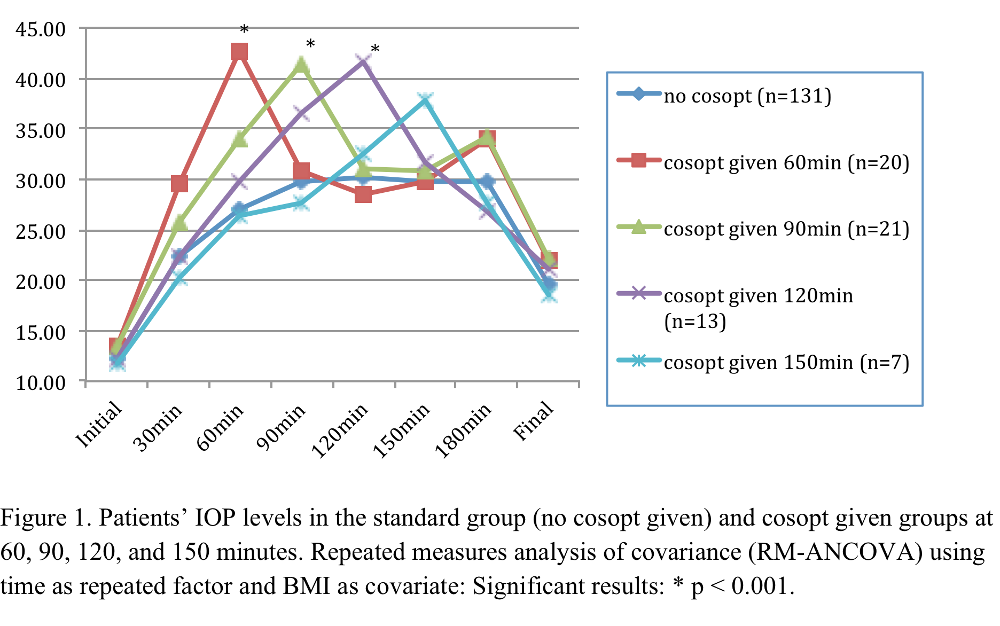 45.00
40.00
35.00
30.00
25.00
20.00
15.00
10.00
*
*
*
Initial
30min
60min
90min
120min
150min
180min
Final
no cosopt (n=131)
cosopt given 60min (n=20)
cosopt given 90min (n=21)
cosopt given 120min
(n=13)
cosopt given 150min (n=7)
Figure 1. Patients’ IOP levels in the standard group (no cosopt given) and cosopt given groups at
60, 90, 120, and 150 minutes. Repeated measures analysis of covariance (RM-ANCOVA) using
time as repeated factor and BMI as covariate: Significant results: * p < 0.001.